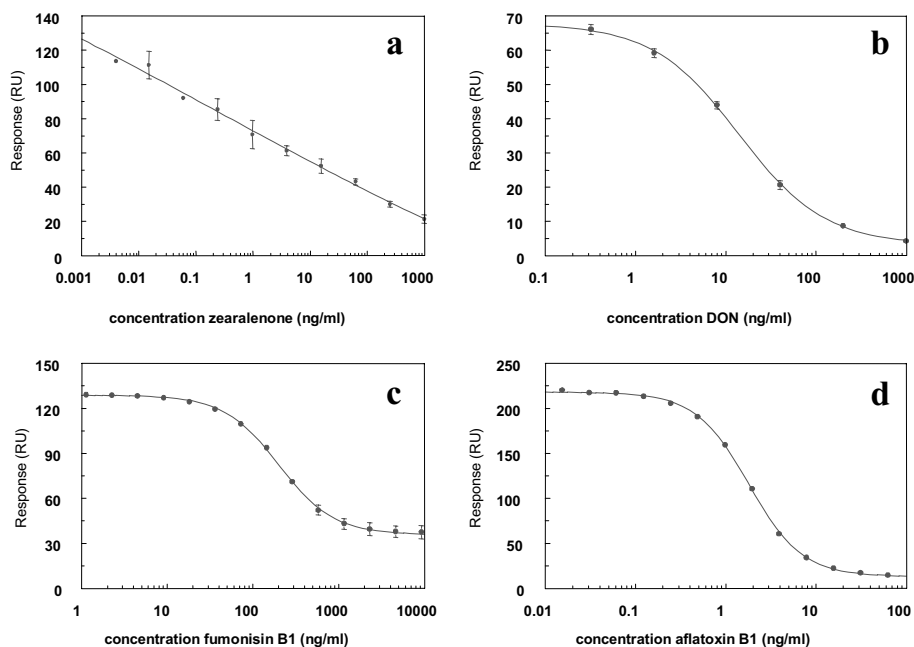 a
140
120
100
80
60
40
20
0
Response (RU)
0.001 0.01 0.1 1 10 100 1000
concentration zearalenone (ng/ml)
b
70
60
50
40
30
20
10
0
Response (RU)
0.1 1 10 100 1000
concentration DON (ng/ml)
c
150
120
90
60
30
0
Response (RU)
1 10 100 1000 10000
concentration fumonisin B1 (ng/ml)
d
250
200
150
100
50
0
Response (RU)
0.01 0.1 1 10 100
concentration aflatoxin B1 (ng/ml)